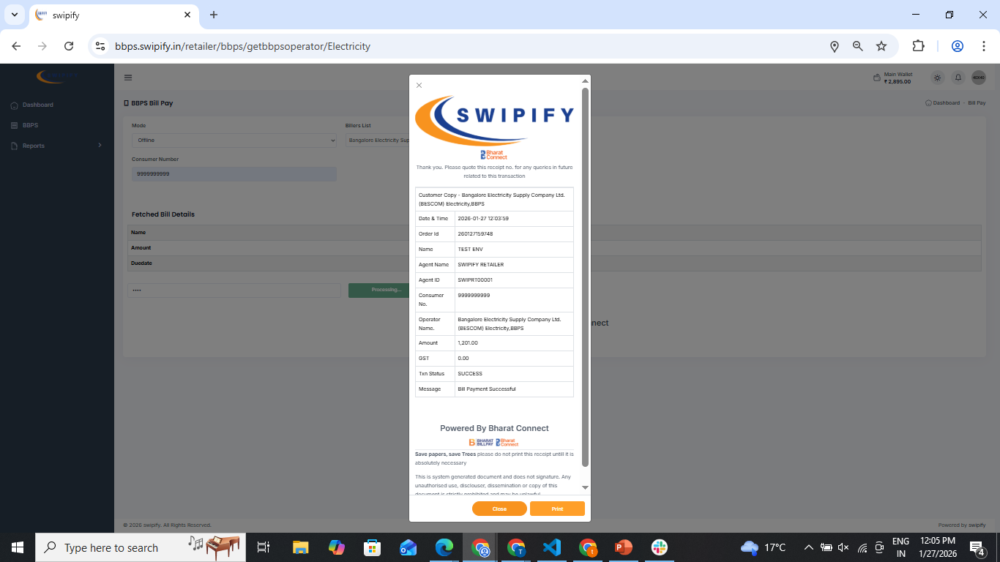 swipify
bbps.swipify.in/retailer/bbps/getbbpsoperator/Electricity
Main Wallet
₹ 2,895.00
40X40
Dashboard
BBPS
Reports
BBPS Bill Pay
Dashboard - Bill Pay
Mode
Billers List
Offline
Bangalore Electricity Sup
Consumer Number
9999999999
Fetched Bill Details
Name
Amount
Duedate
••••
Processing...
nnect
SWIPIFY
Bharat
Connect
Thank you. Please quote this receipt no. for any queries in future
related to this transaction
Customer Copy - Bangalore Electricity Supply Company Ltd.
(BESCOM) Electricity,BBPS
Date & Time 2026-01-27 12:03:59
Order Id 260127159748
Name TEST ENV
Agent Name SWIPIFY RETAILER
Agent ID SWIPRT00001
Consumer 9999999999
No.
Operator Bangalore Electricity Supply Company Ltd.
Name. (BESCOM) Electricity,BBPS
Amount 1,201.00
GST 0.00
Txn Status SUCCESS
Message Bill Payment Successful
Powered By Bharat Connect
BHARAT BILLPAY Bharat Connect
Save papers, save Trees please do not print this receipt untill it is
absolutely necessary
This is system generated document and does not signature. Any
unauthorised use, disclouser, dissemination or copy of this
document is strictly prohibited and may be unlawful
Close
Print
© 2026 swipify. All Rights Reserved.
Powered by swipify
Type here to search
17°C
ENG
IN
12:05 PM
1/27/2026
4